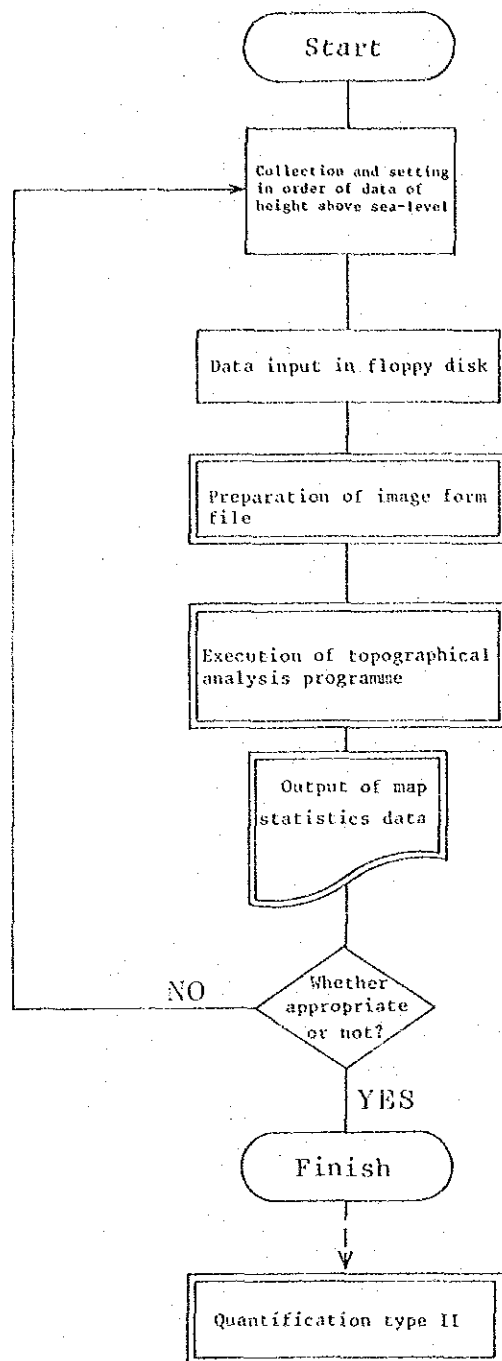 Start
Collection and setting
in order of data of
height above sea-level
Data input in floppy disk
Preparation of image form
file
Execution of topographical
analysis programme
Output of map
statistics data
Whether
appropriate
or not?
NO
YES
Finish
Quantification type II